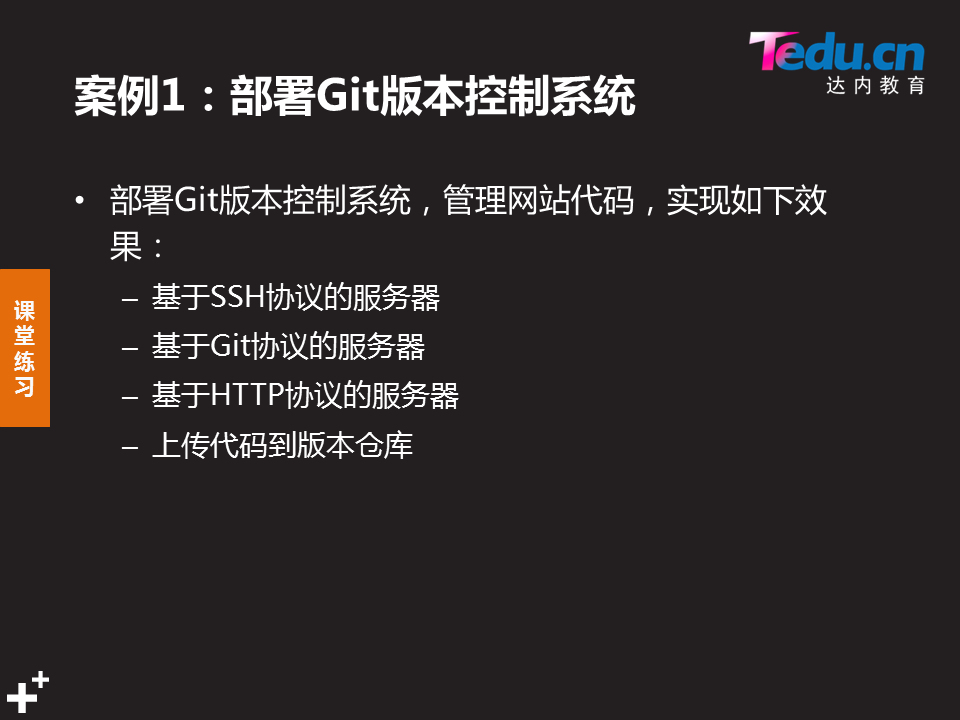 Tedu.cn
达内教育
案例1：部署Git版本控制系统
• 部署Git版本控制系统，管理网站代码，实现如下效
果：
– 基于SSH协议的服务器
– 基于Git协议的服务器
– 基于HTTP协议的服务器
– 上传代码到版本仓库
课
堂
练
习